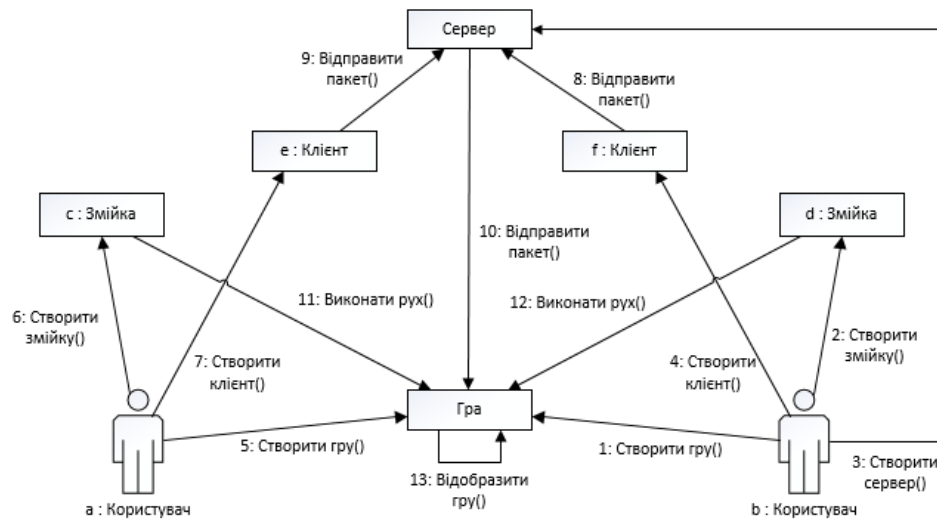 Сервер
9: Відправити
пакет()
8: Відправити
пакет()
e : Клієнт
f : Клієнт
c : Змійка
d : Змійка
10: Відправити
пакет()
11: Виконати рух()
12: Виконати рух()
6: Створити
змійку()
7: Створити
клієнт()
4: Створити
клієнт()
2: Створити
змійку()
Гра
5: Створити гру()
1: Створити гру()
13: Відобразити
гру()
3: Створити
сервер()
a : Користувач
b : Користувач